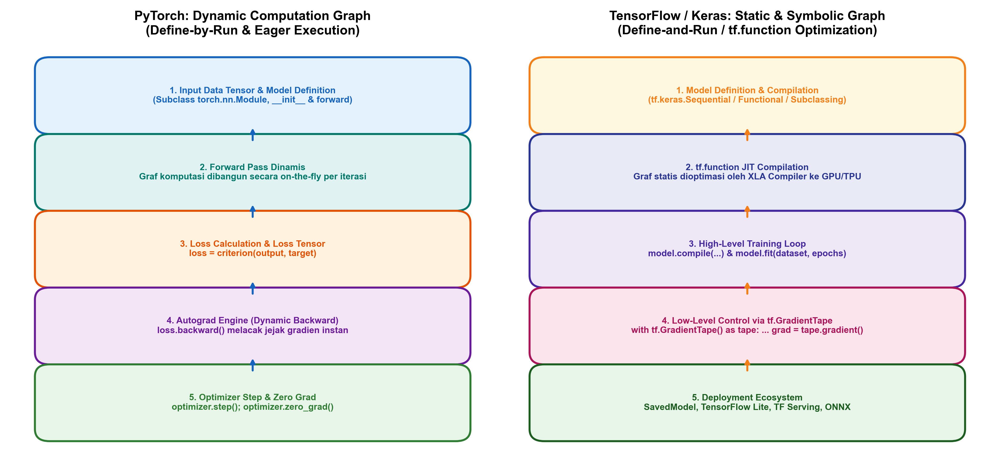 PyTorch: Dynamic Computation Graph
(Define-by-Run & Eager Execution)
1. Input Data Tensor & Model Definition
(Subclass torch.nn.Module, __init__ & forward)
2. Forward Pass Dinamis
Graf komputasi dibangun secara on-the-fly per iterasi
3. Loss Calculation & Loss Tensor
loss = criterion(output, target)
4. Autograd Engine (Dynamic Backward)
loss.backward() melacak jejak gradien instan
5. Optimizer Step & Zero Grad
optimizer.step(); optimizer.zero_grad()
TensorFlow / Keras: Static & Symbolic Graph
(Define-and-Run / tf.function Optimization)
1. Model Definition & Compilation
(tf.keras.Sequential / Functional / Subclassing)
2. tf.function JIT Compilation
Graf statis dioptimasi oleh XLA Compiler ke GPU/TPU
3. High-Level Training Loop
model.compile(...) & model.fit(dataset, epochs)
4. Low-Level Control via tf.GradientTape
with tf.GradientTape() as tape: ... grad = tape.gradient()
5. Deployment Ecosystem
SavedModel, TensorFlow Lite, TF Serving, ONNX